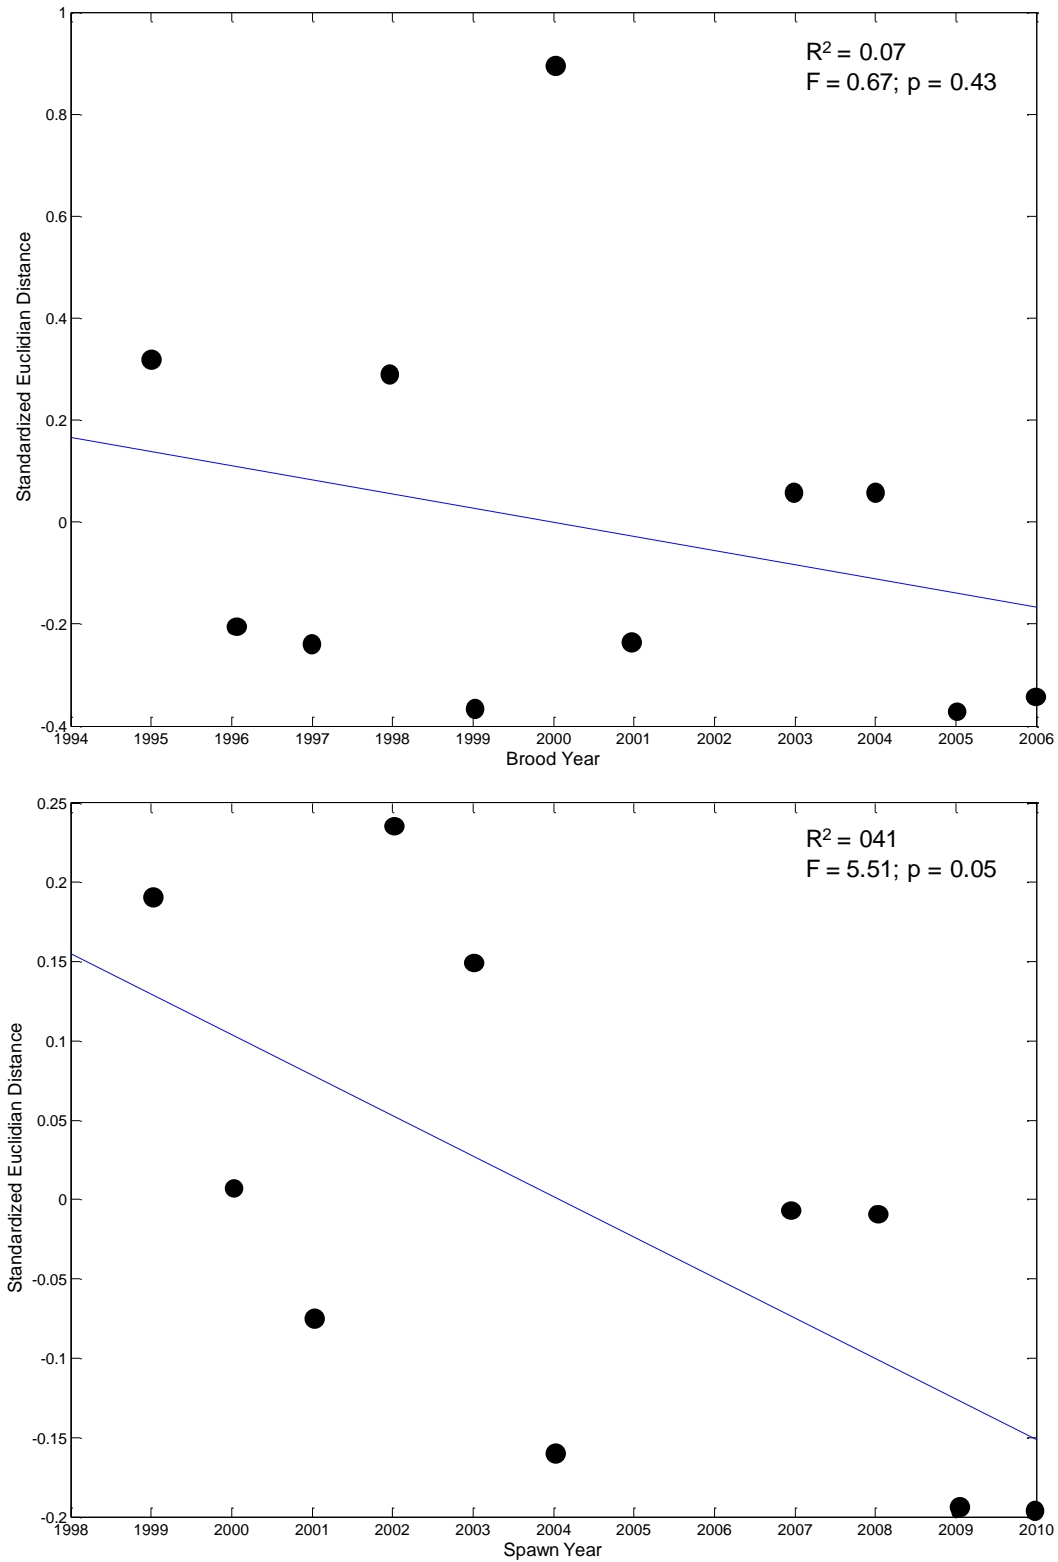 1
0.8
0.6
0.4
0.2
0
-0.2
-0.4
Standardized Euclidian Distance
R² = 0.07
F = 0.67; p = 0.43
1994 1995 1996 1997 1998 1999 2000 2001 2002 2003 2004 2005 2006
Brood Year
0.25
0.2
0.15
0.1
0.05
0
-0.05
-0.1
-0.15
-0.2
Standardized Euclidian Distance
R² = 041
F = 5.51; p = 0.05
1998 1999 2000 2001 2002 2003 2004 2005 2006 2007 2008 2009 2010
Spawn Year